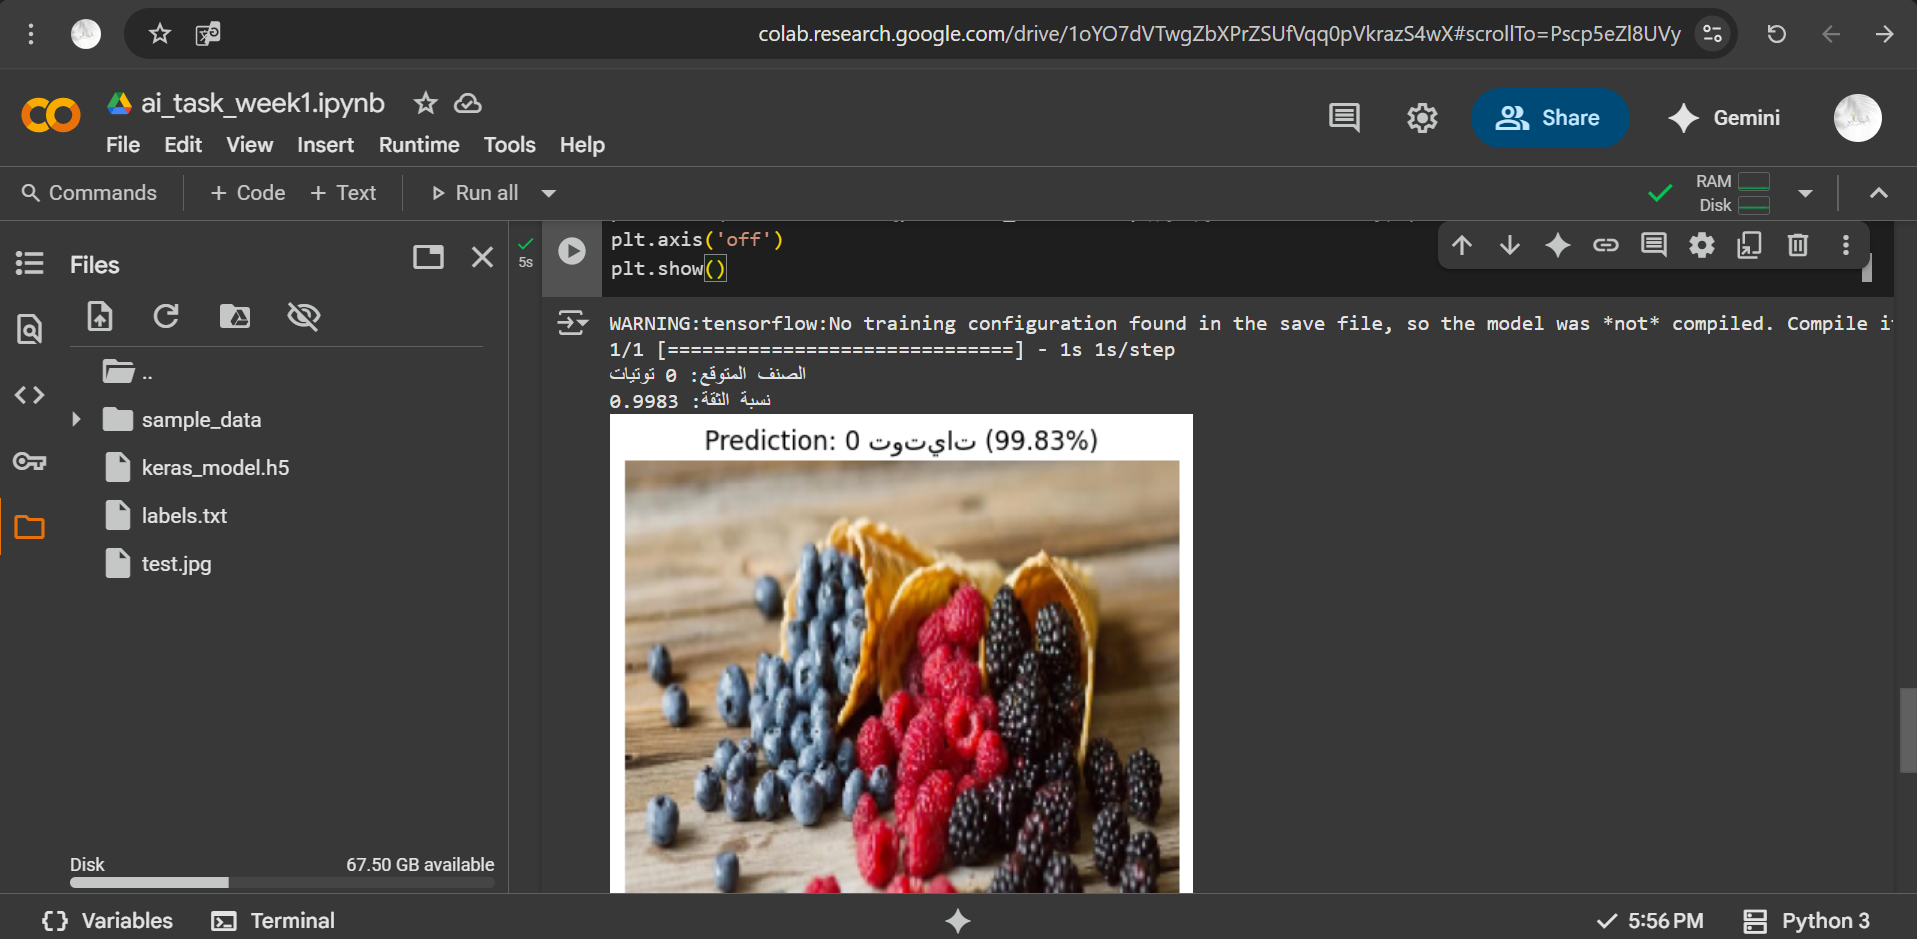 colab.research.google.com/drive/1oYO7dVTwgZbXPrZSUfVqq0pVkrazS4wX#scrollTo=Pscp5eZl8UVy
ai_task_week1.ipynb
File Edit View Insert Runtime Tools Help
Share
Gemini
Commands + Code + Text Run all
RAM
Disk
Files
..
sample_data
keras_model.h5
labels.txt
test.jpg
Disk 67.50 GB available
5s
plt.axis('off')
plt.show()
WARNING:tensorflow:No training configuration found in the save file, so the model was *not* compiled. Compile
1/1 [==============================] - 1s 1s/step
الصنف المتوقع: 0 توتيات
نسبة الثقة: 0.9983
Prediction: 0 تايتوت (99.83%)
Variables Terminal
5:56 PM Python 3